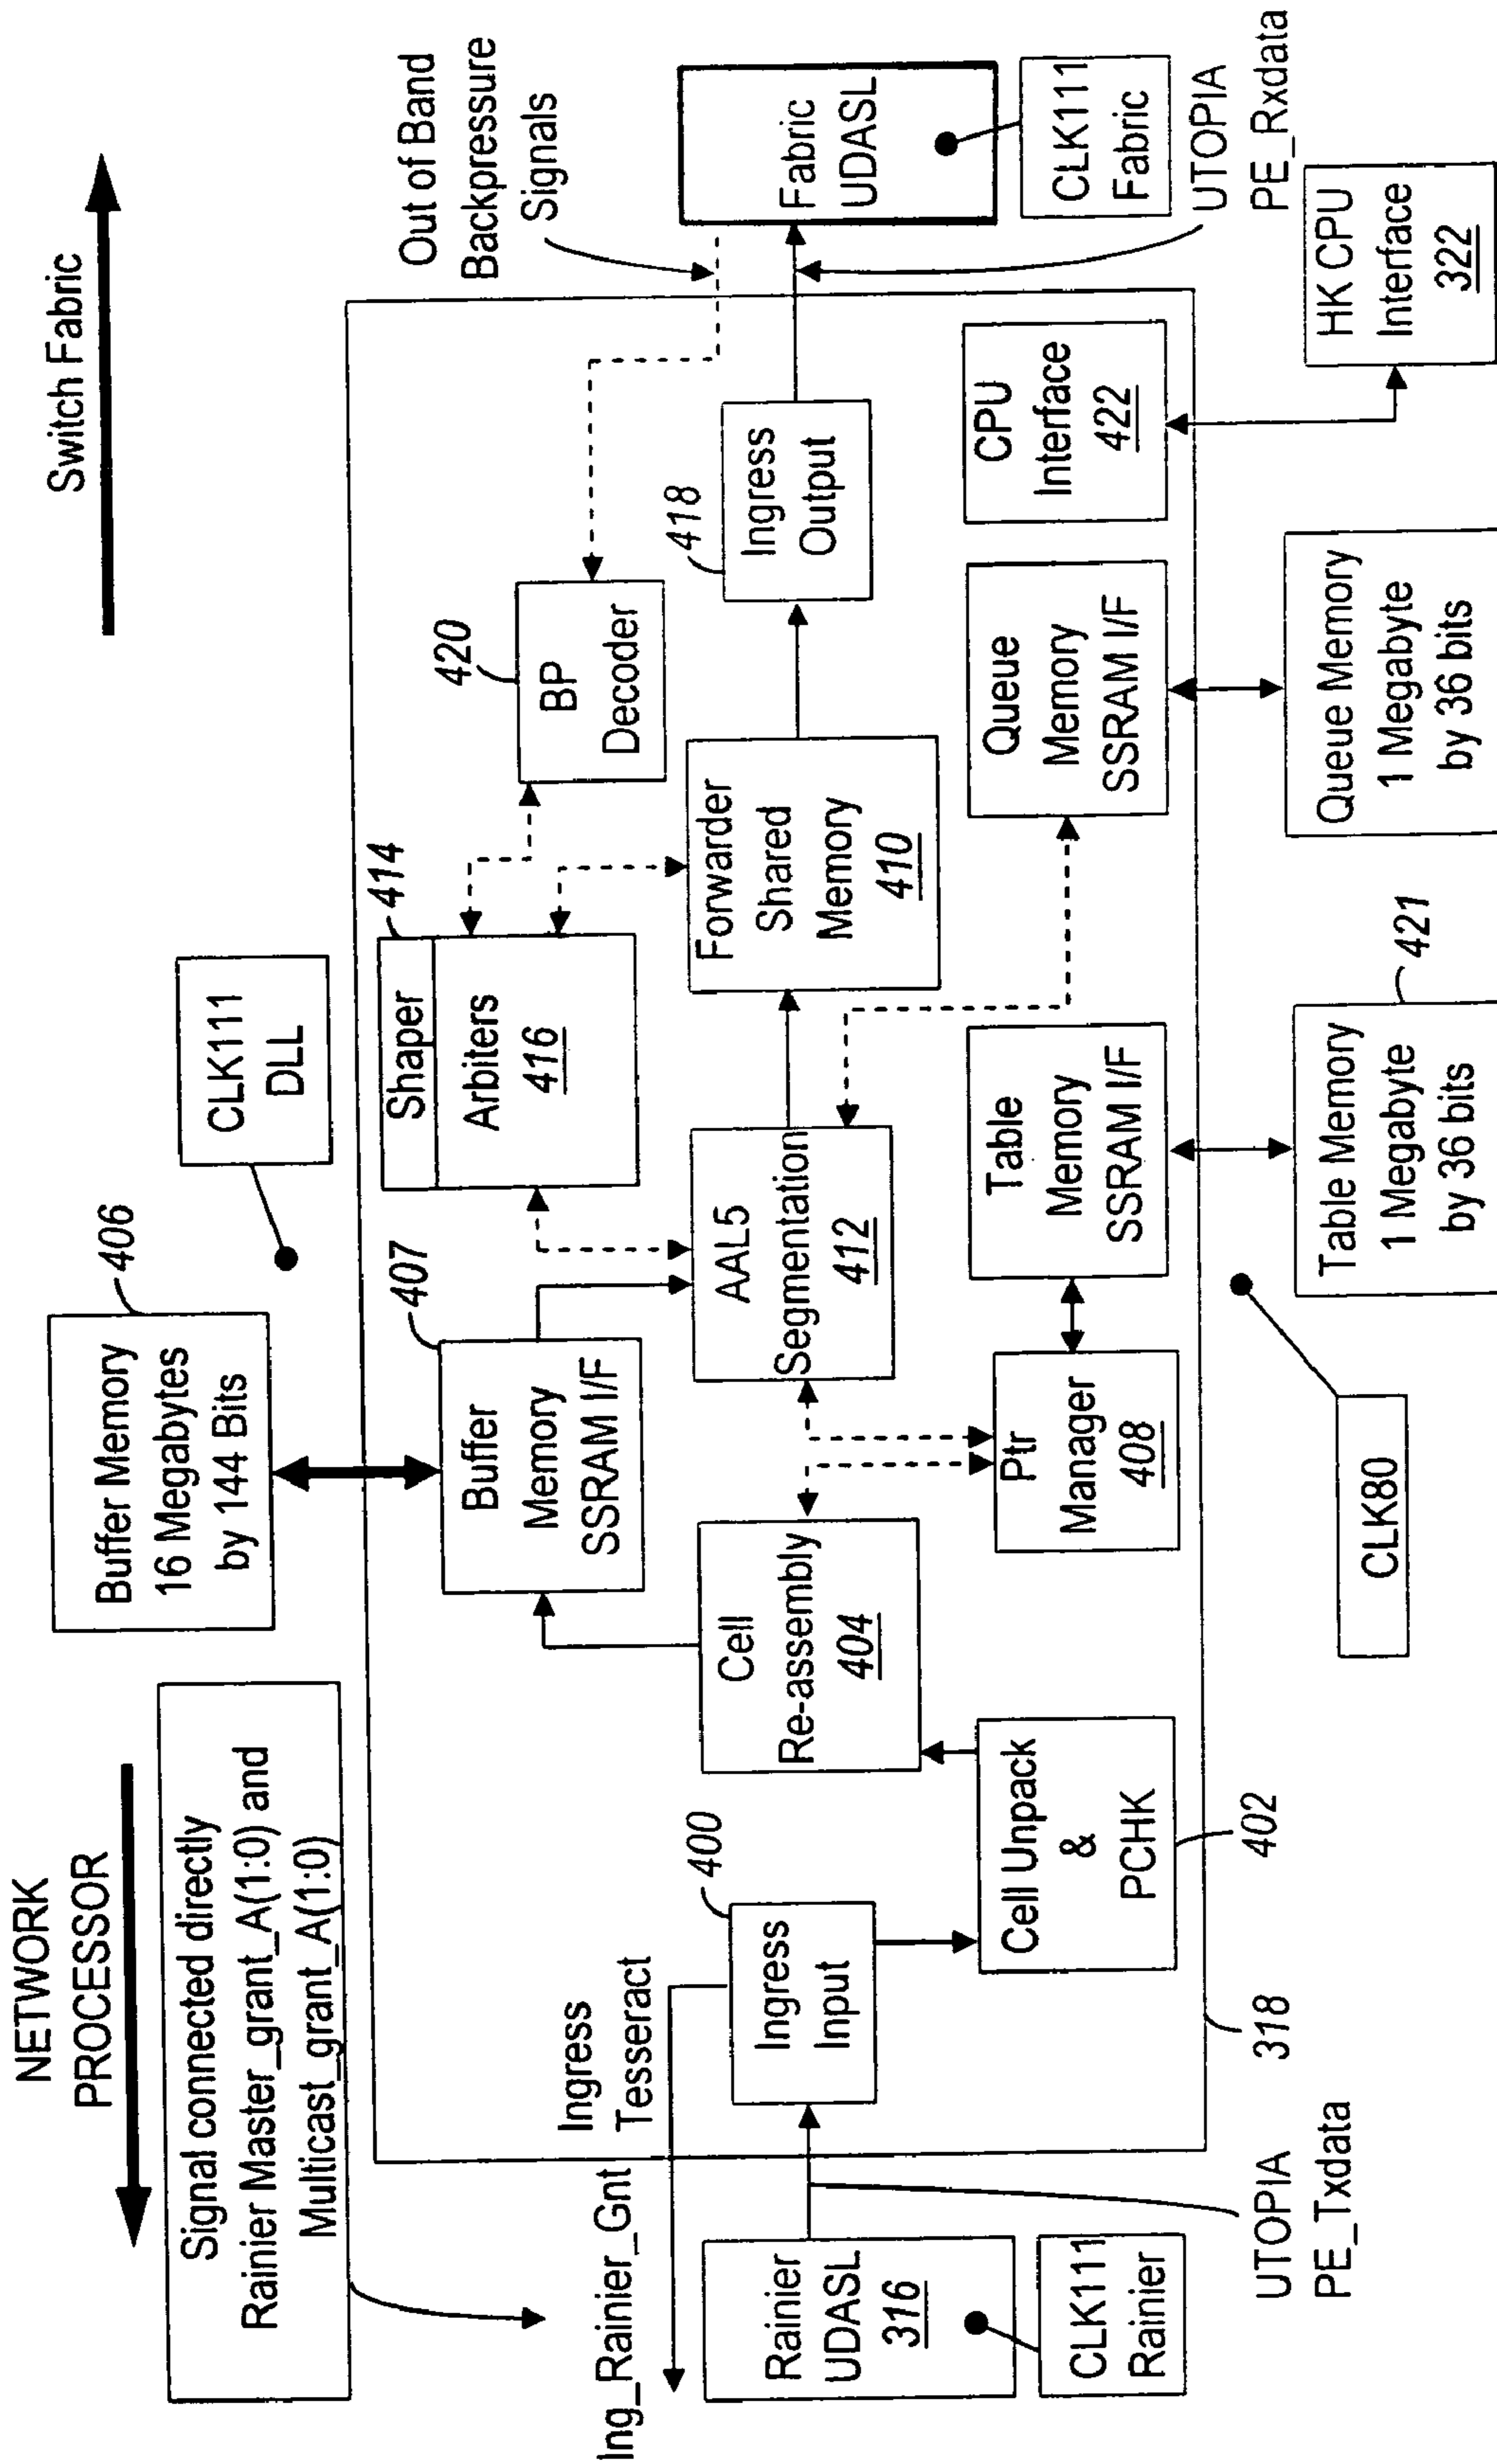 NETWORK
PROCESSOR
Switch Fabric
Signal connected directly
Rainier Master_grant_A(1:0) and
Multicast_grant_A(1:0)
Buffer Memory
16 Megabytes
by 144 Bits
406
CLK111
DLL
Out of Band
Backpressure
Signals
Ing_Rainier_Gnt
Ingress
Tesseract
407
Buffer
Memory
SSRAM I/F
Shaper
414
Arbiters
416
420
BP
Decoder
Rainier
UDASL
316
CLK111
Rainier
UTOPIA
PE_Txdata
400
Ingress
Input
Cell
Re-assembly
404
AAL5
Segmentation
412
Forwarder
Shared
Memory
410
418
Ingress
Output
Fabric
UDASL
CLK111
Fabric
UTOPIA
PE_Rxdata
318
Cell Unpack
&
PCHK
402
Ptr
Manager
408
Table
Memory
SSRAM I/F
Queue
Memory
SSRAM I/F
CPU
Interface
422
CLK80
Table Memory
1 Megabyte
by 36 bits
421
Queue Memory
1 Megabyte
by 36 bits
HK CPU
Interface
322